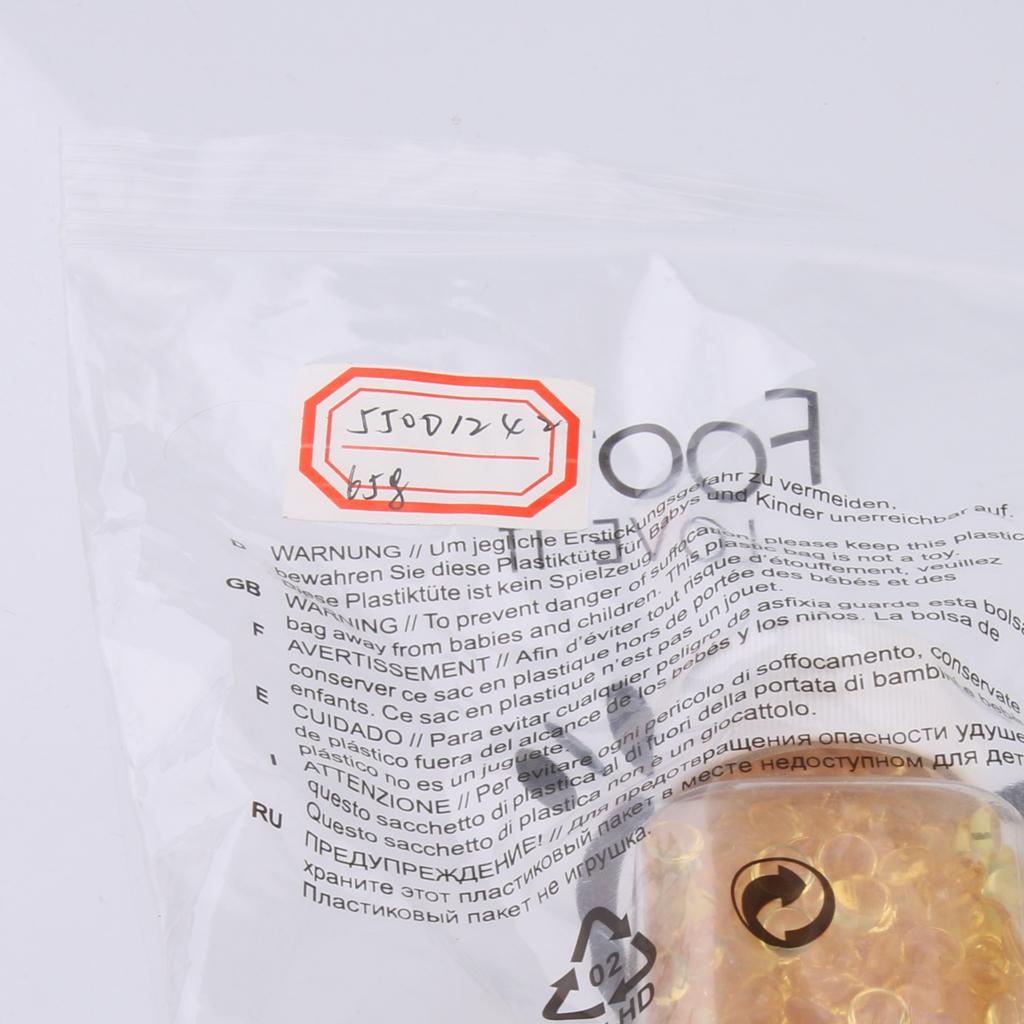 JJOD1242
65g
FOO
LOVE IT
D WARNUNG // Um jegliche Erstickungsgefahr zu vermeiden,
bewahren Sie diese Plastiktüte für Babys und Kinder unerreichbar auf.
Diese Plastiktüte ist kein Spielzeug.
GB WARNING // To prevent danger of suffocation please keep this plastic
bag away from babies and children. This plastic bag is not a toy.
F AVERTISSEMENT // Afin d'éviter tout risque d'étouffement, veuillez
conserver ce sac en plastique hors de portée des bébés et des
enfants. Ce sac en plastique n'est pas un jouet.
E CUIDADO // Para evitar cualquier peligro de asfixia guarde esta bolsa
de plástico fuera del alcance de los bebés y los niños. La bolsa de
plástico no es un juguete.
I ATTENZIONE // Per evitare ogni pericolo di soffocamento, conservate
questo sacchetto di plastica al di fuori della portata di bambini e
Questo sacchetto di plastica non è un giocattolo.
RU ПРЕДУПРЕЖДЕНИЕ! // Для предотвращения опасности удуше
храните этот пластиковый пакет в месте недоступном для дет
Пластиковый пакет не игрушка.
02